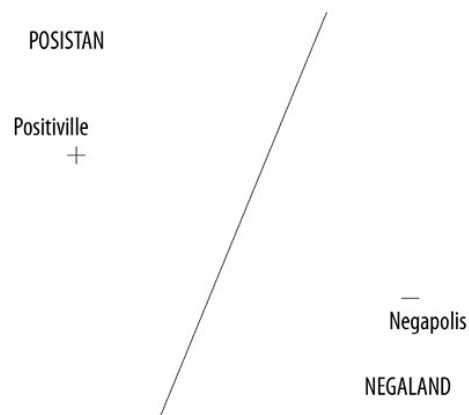 POSISTAN
Positiville
+
−
Negapolis
NEGALAND